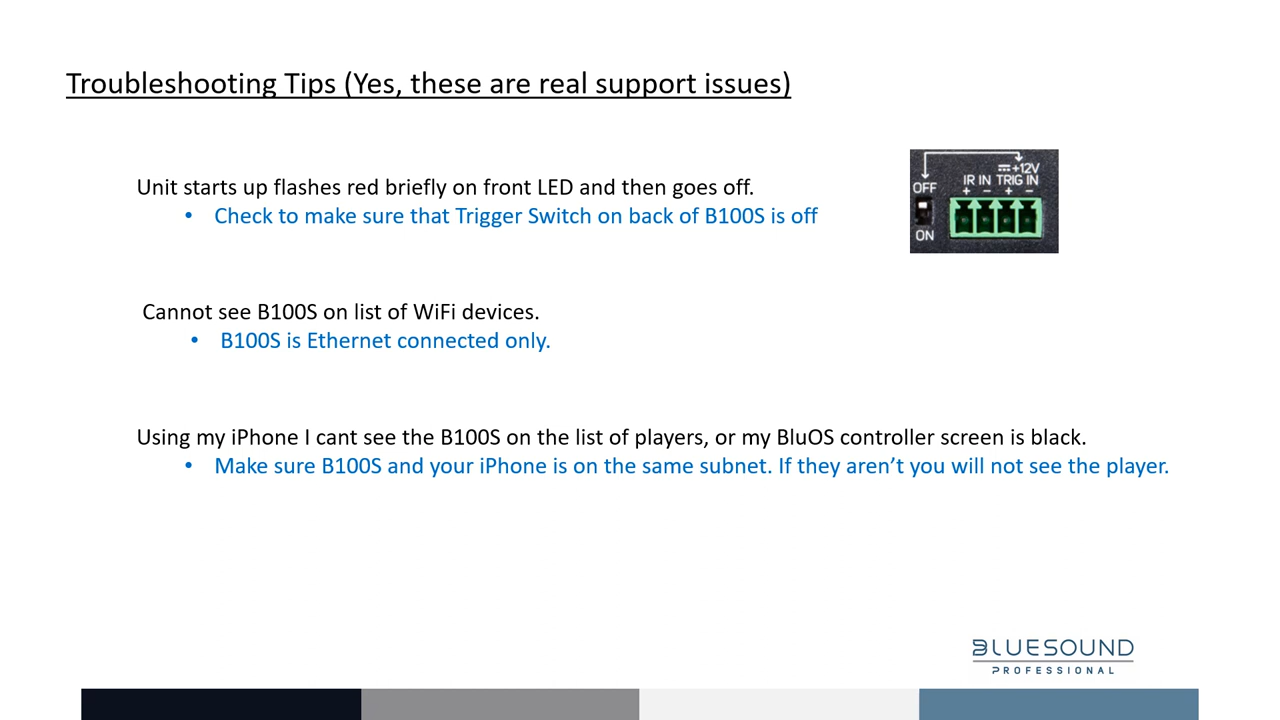 Troubleshooting Tips (Yes, these are real support issues)
Unit starts up flashes red briefly on front LED and then goes off.
• Check to make sure that Trigger Switch on back of B100S is off
+12V
OFF IR IN TRIG IN
+ − + −
ON
Cannot see B100S on list of WiFi devices.
• B100S is Ethernet connected only.
Using my iPhone I cant see the B100S on the list of players, or my BluOS controller screen is black.
• Make sure B100S and your iPhone is on the same subnet. If they aren’t you will not see the player.
BLUESOUND
PROFESSIONAL